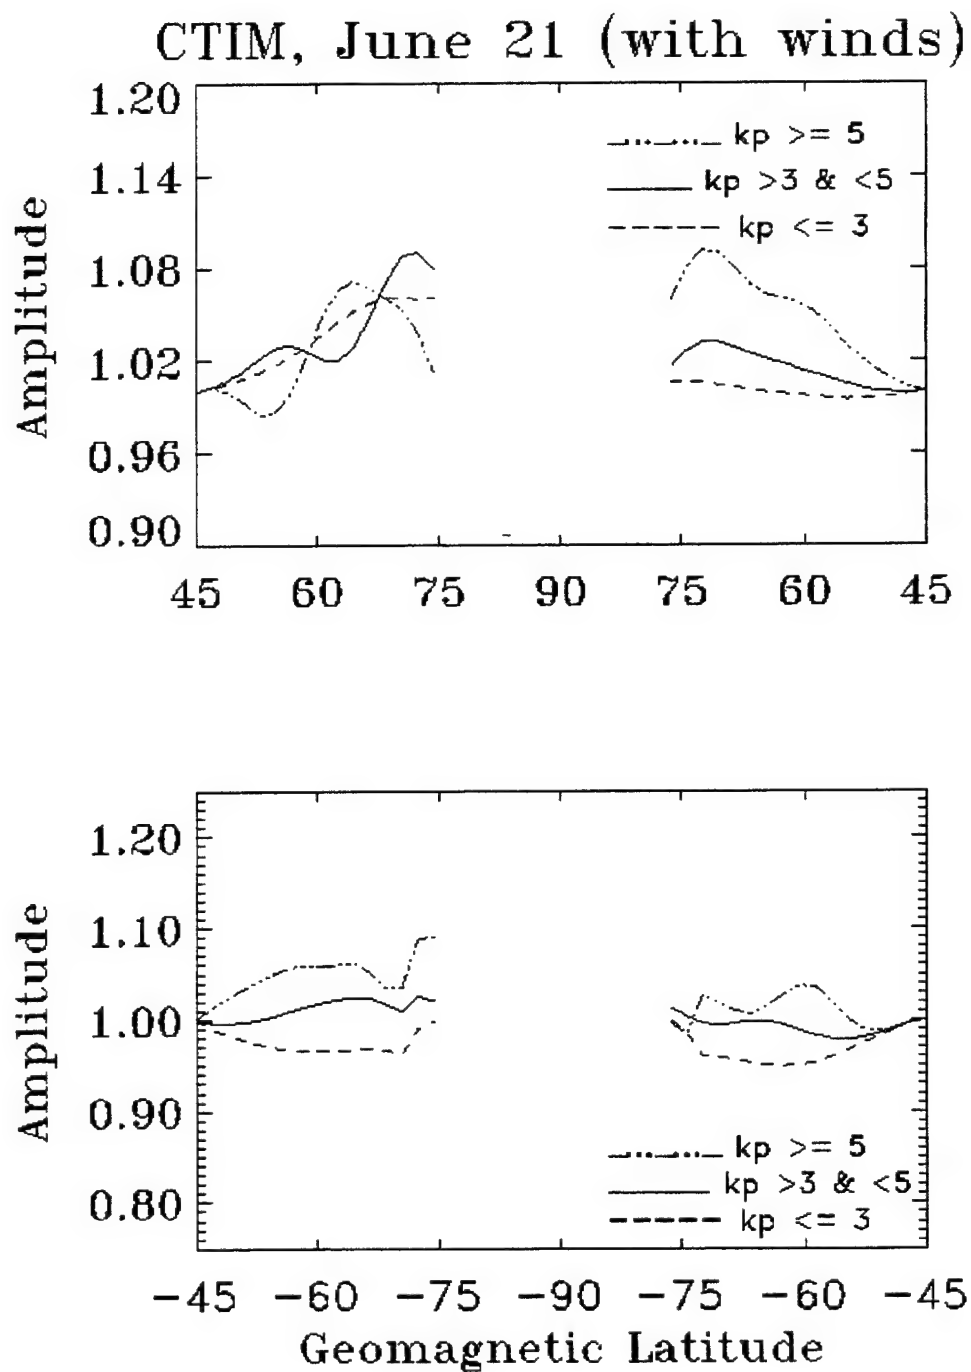 CTIM, June 21 (with winds)
1.20
1.14
1.08
1.02
0.96
0.90
Amplitude
kp >= 5
kp >3 & <5
kp <= 3
45 60 75 90 75 60 45
1.20
1.10
1.00
0.90
0.80
Amplitude
kp >= 5
kp >3 & <5
kp <= 3
-45 -60 -75 -90 -75 -60 -45
Geomagnetic Latitude